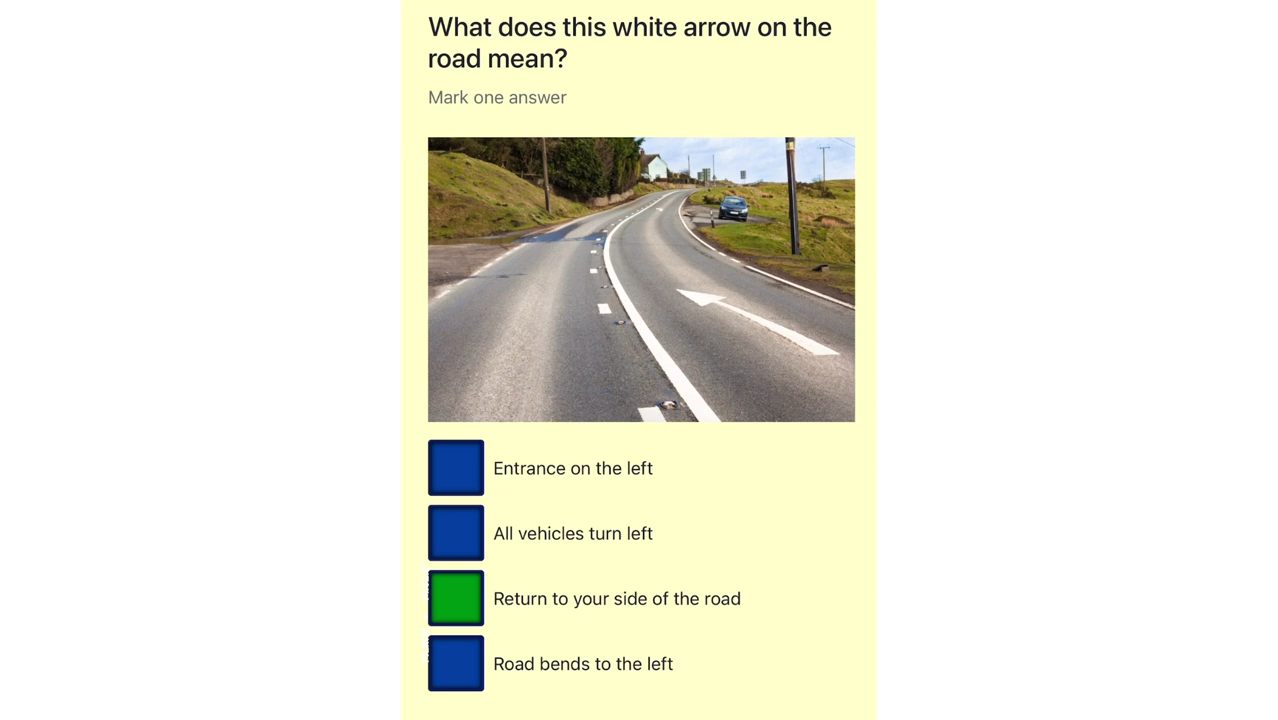 What does this white arrow on the
road mean?
Mark one answer
Entrance on the left
All vehicles turn left
Return to your side of the road
Road bends to the left